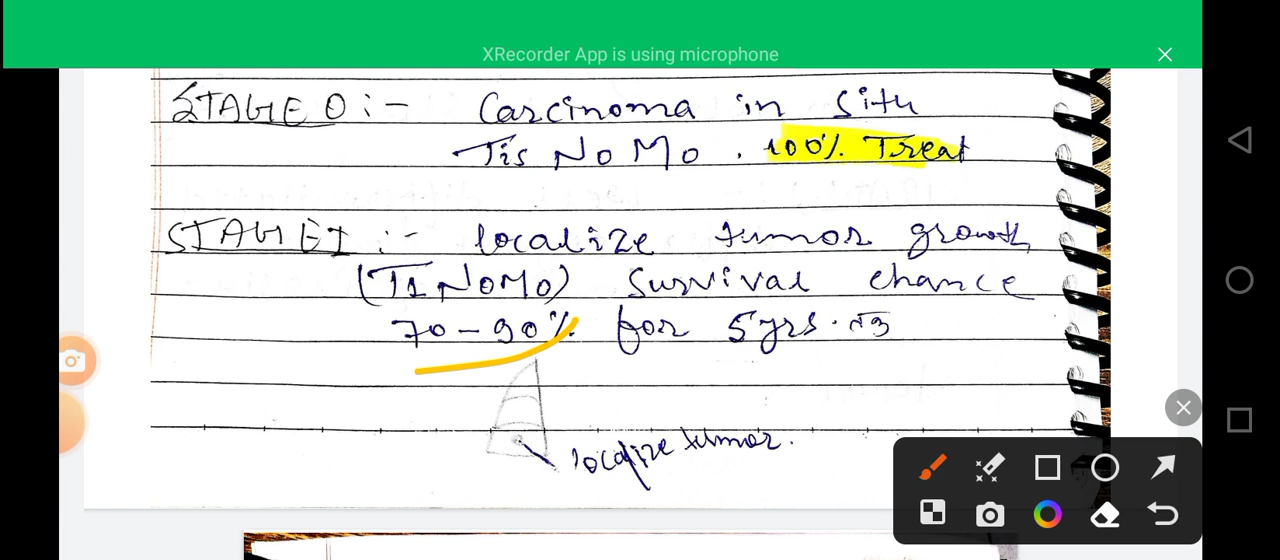 XRecorder App is using microphone
STAGE 0 :- Carcinoma in situ
Tis N0 M0 . 100% Treat
STAGE I :- localize tumor growth
(T1 N0 M0) Survival chance
70-90% for 5yrs.
localize tumor.